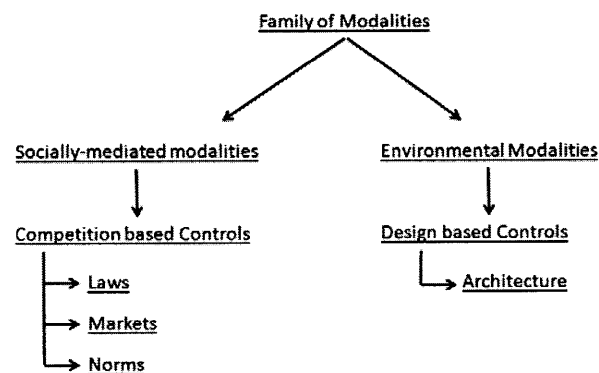 Family of Modalities
Socially-mediated modalities
Environmental Modalities
Competition based Controls
Design based Controls
Laws
Architecture
Markets
Norms